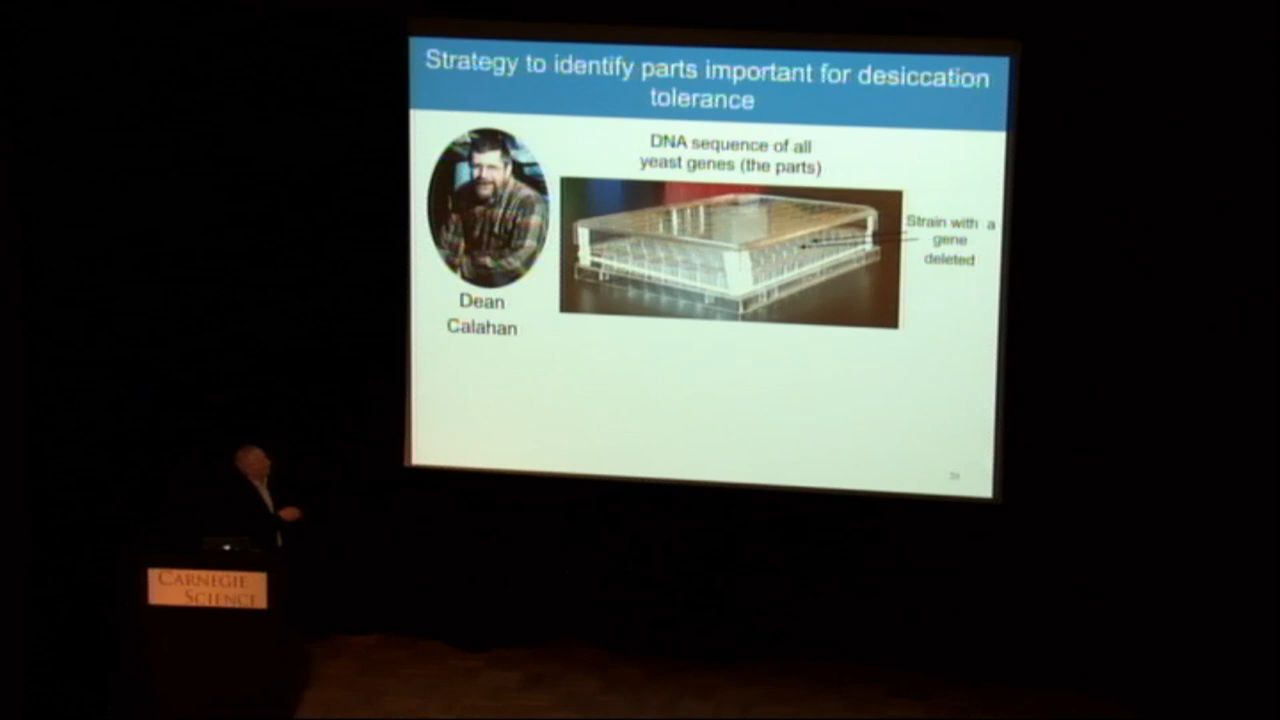 Strategy to identify parts important for desiccation
tolerance
DNA sequence of all
yeast genes (the parts)
Strain with a
gene
deleted
Dean
Calahan
CARNEGIE
SCIENCE